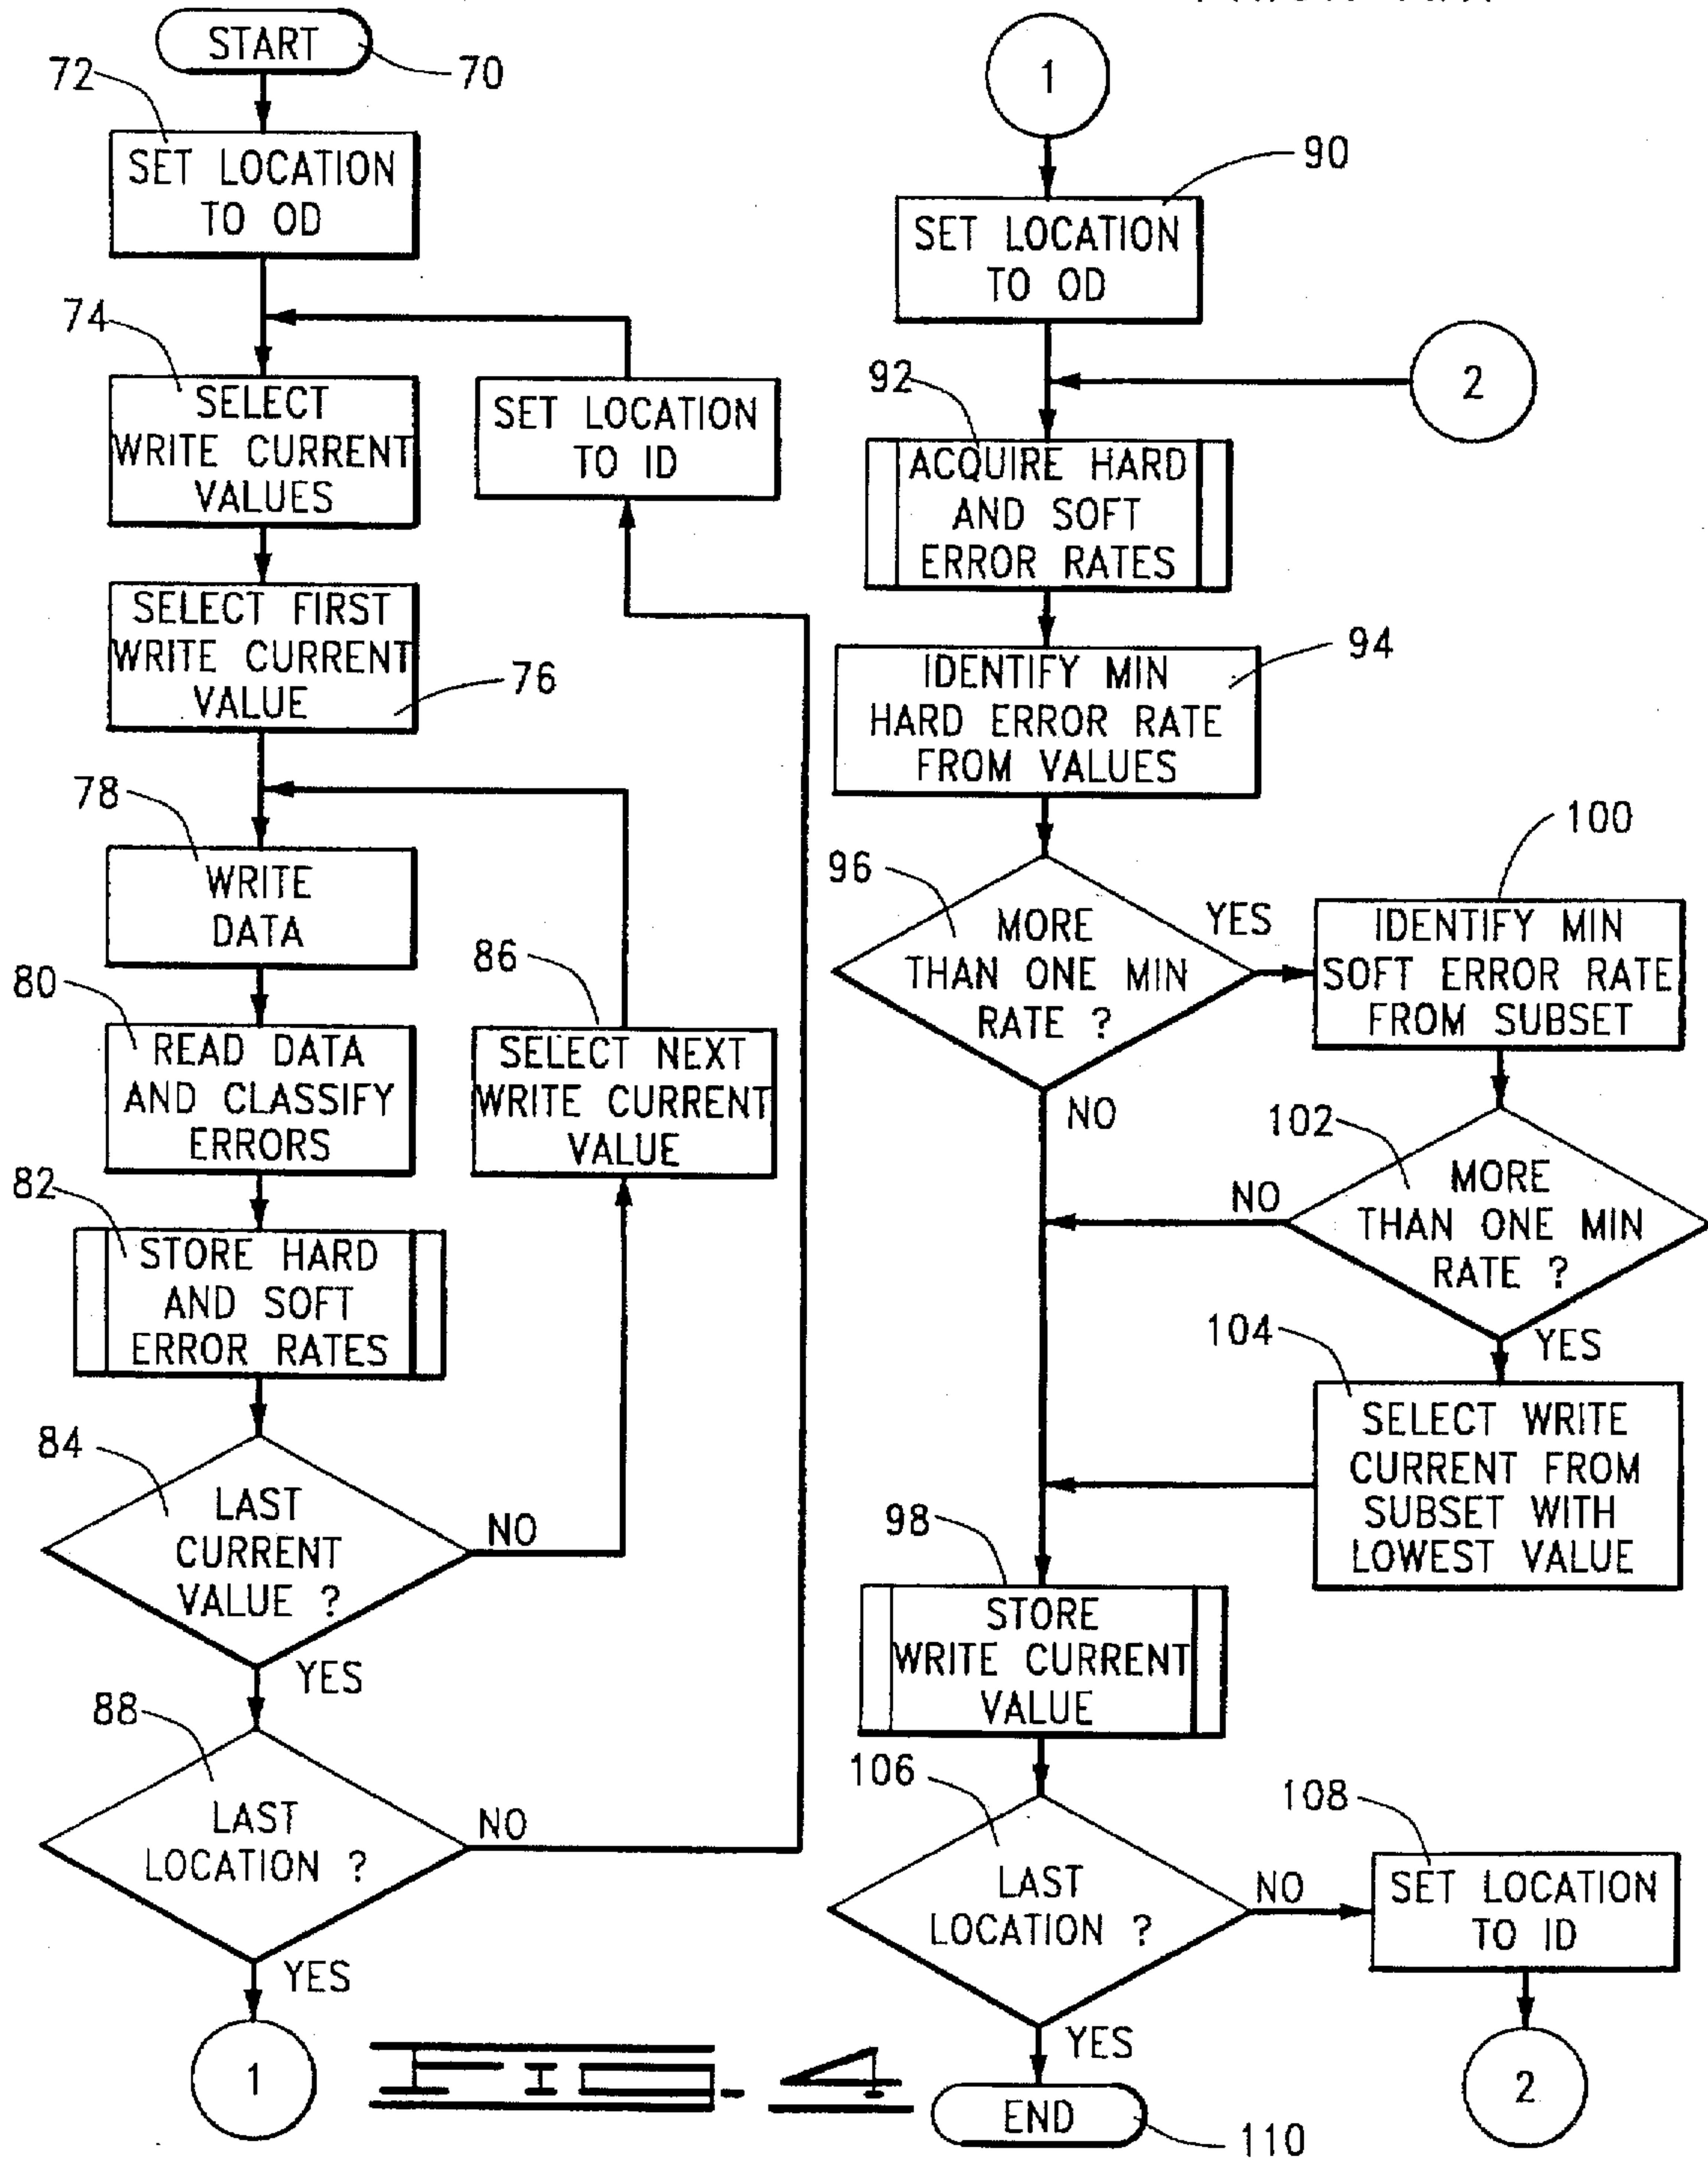 START
70
72
SET LOCATION
TO OD
74
SELECT
WRITE CURRENT
VALUES
SET LOCATION
TO ID
SELECT FIRST
WRITE CURRENT
VALUE
76
78
WRITE
DATA
80
READ DATA
AND CLASSIFY
ERRORS
86
SELECT NEXT
WRITE CURRENT
VALUE
82
STORE HARD
AND SOFT
ERROR RATES
84
LAST
CURRENT
VALUE ?
NO
YES
88
LAST
LOCATION ?
NO
YES
1
1
90
SET LOCATION
TO OD
2
92
ACQUIRE HARD
AND SOFT
ERROR RATES
94
IDENTIFY MIN
HARD ERROR RATE
FROM VALUES
96
MORE
THAN ONE MIN
RATE ?
YES
NO
100
IDENTIFY MIN
SOFT ERROR RATE
FROM SUBSET
102
MORE
THAN ONE MIN
RATE ?
NO
YES
104
SELECT WRITE
CURRENT FROM
SUBSET WITH
LOWEST VALUE
98
STORE
WRITE CURRENT
VALUE
106
LAST
LOCATION ?
NO
YES
108
SET LOCATION
TO ID
2
END
110
FIG- 4